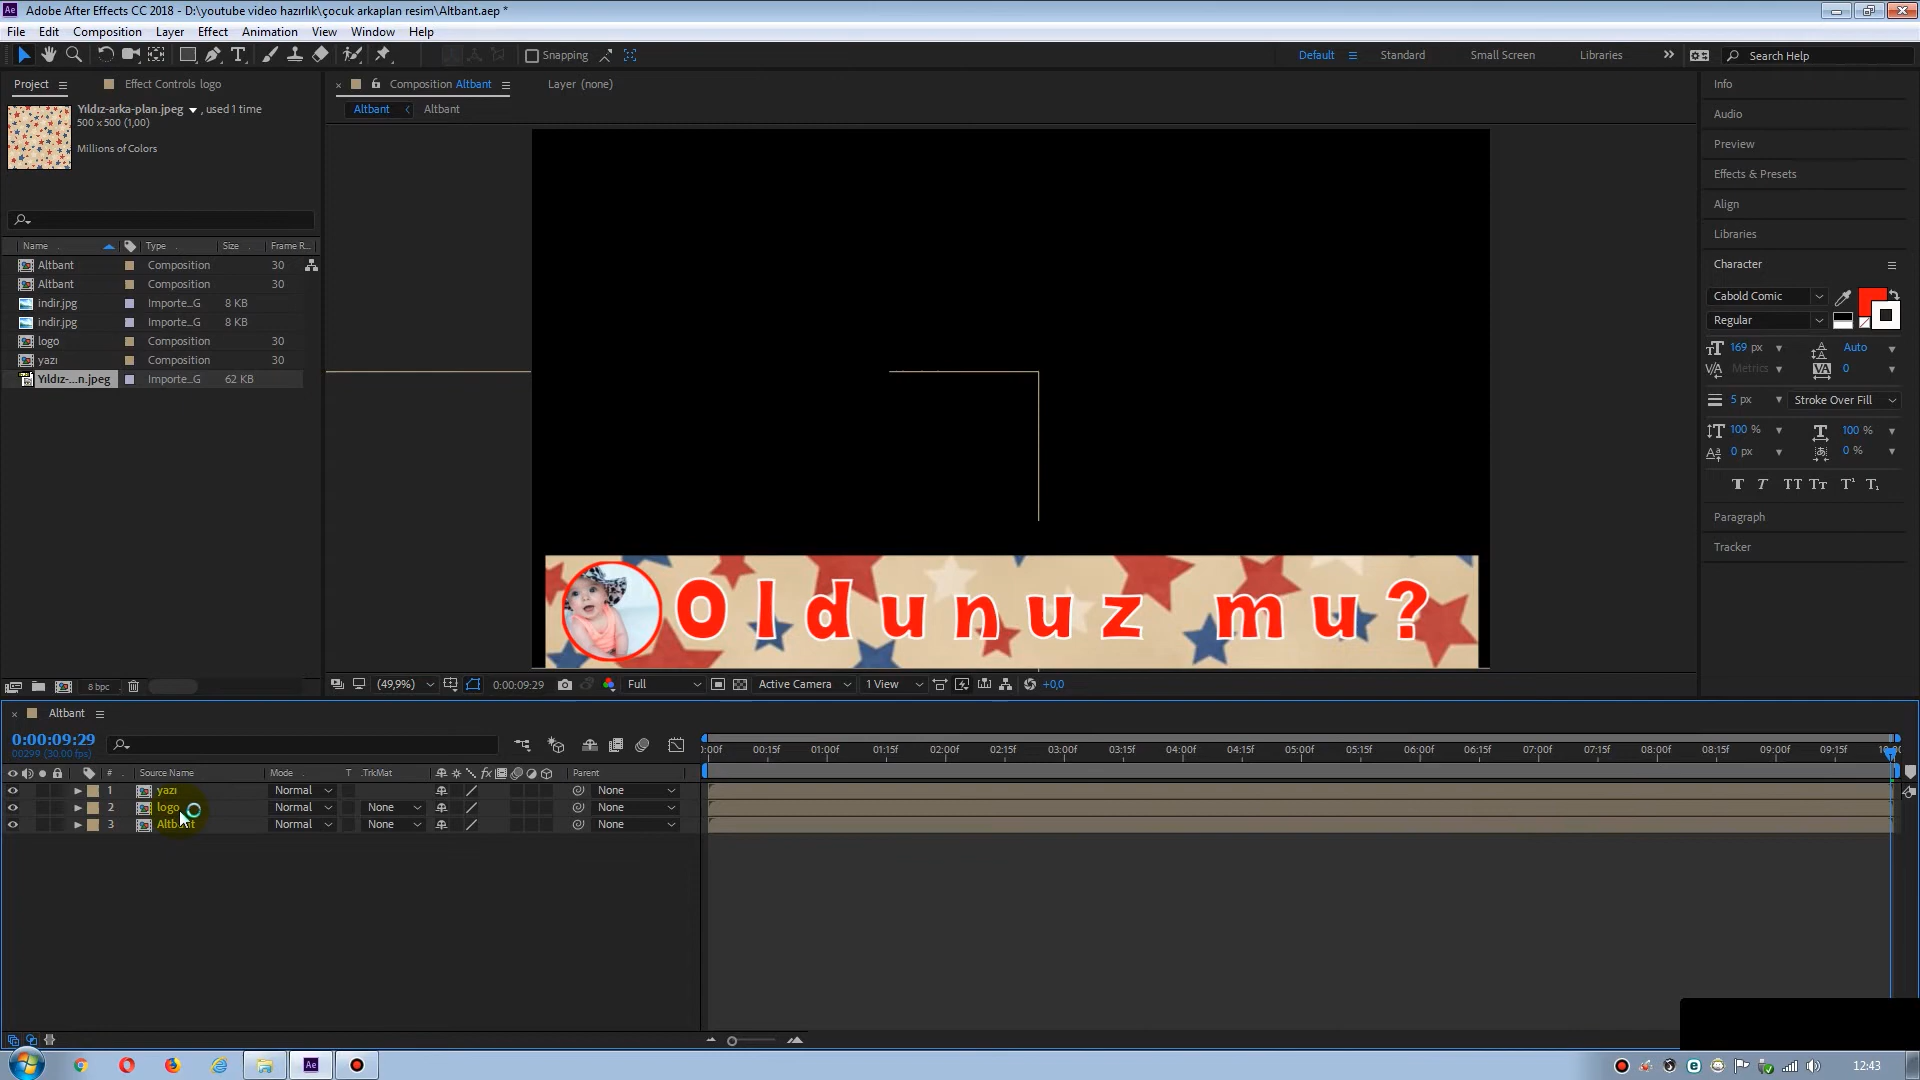 Adobe After Effects CC 2018 - D:\youtube video hazırlık\çocuk arkaplan resim\Altbant.aep *
File Edit Composition Layer Effect Animation View Window Help
Snapping
Default Standard Small Screen Libraries Search Help
Project Effect Controls logo
Yıldız-arka-plan.jpeg , used 1 time
500 x 500 (1,00)
Millions of Colors
Name Type Size Frame R...
Altbant Composition 30
Altbant Composition 30
indir.jpg Importe...G 8 KB
indir.jpg Importe...G 8 KB
logo Composition 30
yazı Composition 30
Yıldız-...n.jpeg Importe...G 62 KB
8 bpc
Composition Altbant Layer (none)
Altbant Altbant
Oldunuz mu?
(49,9%) 0:00:09:29 Full Active Camera 1 View +0,0
Info
Audio
Preview
Effects & Presets
Align
Libraries
Character
Cabold Comic
Regular
169 px Auto
Metrics 0
5 px Stroke Over Fill
100 % 100 %
0 px 0 %
T T TT Tт T¹ T₁
Paragraph
Tracker
Altbant
0:00:09:29
00299 (30.00 fps)
:00f 00:15f 01:00f 01:15f 02:00f 02:15f 03:00f 03:15f 04:00f 04:15f 05:00f 05:15f 06:00f 06:15f 07:00f 07:15f 08:00f 08:15f 09:00f 09:15f
# Source Name Mode T .TrkMat Parent
1 yazı Normal None
2 logo Normal None None
3 Altbant Normal None None
12:43